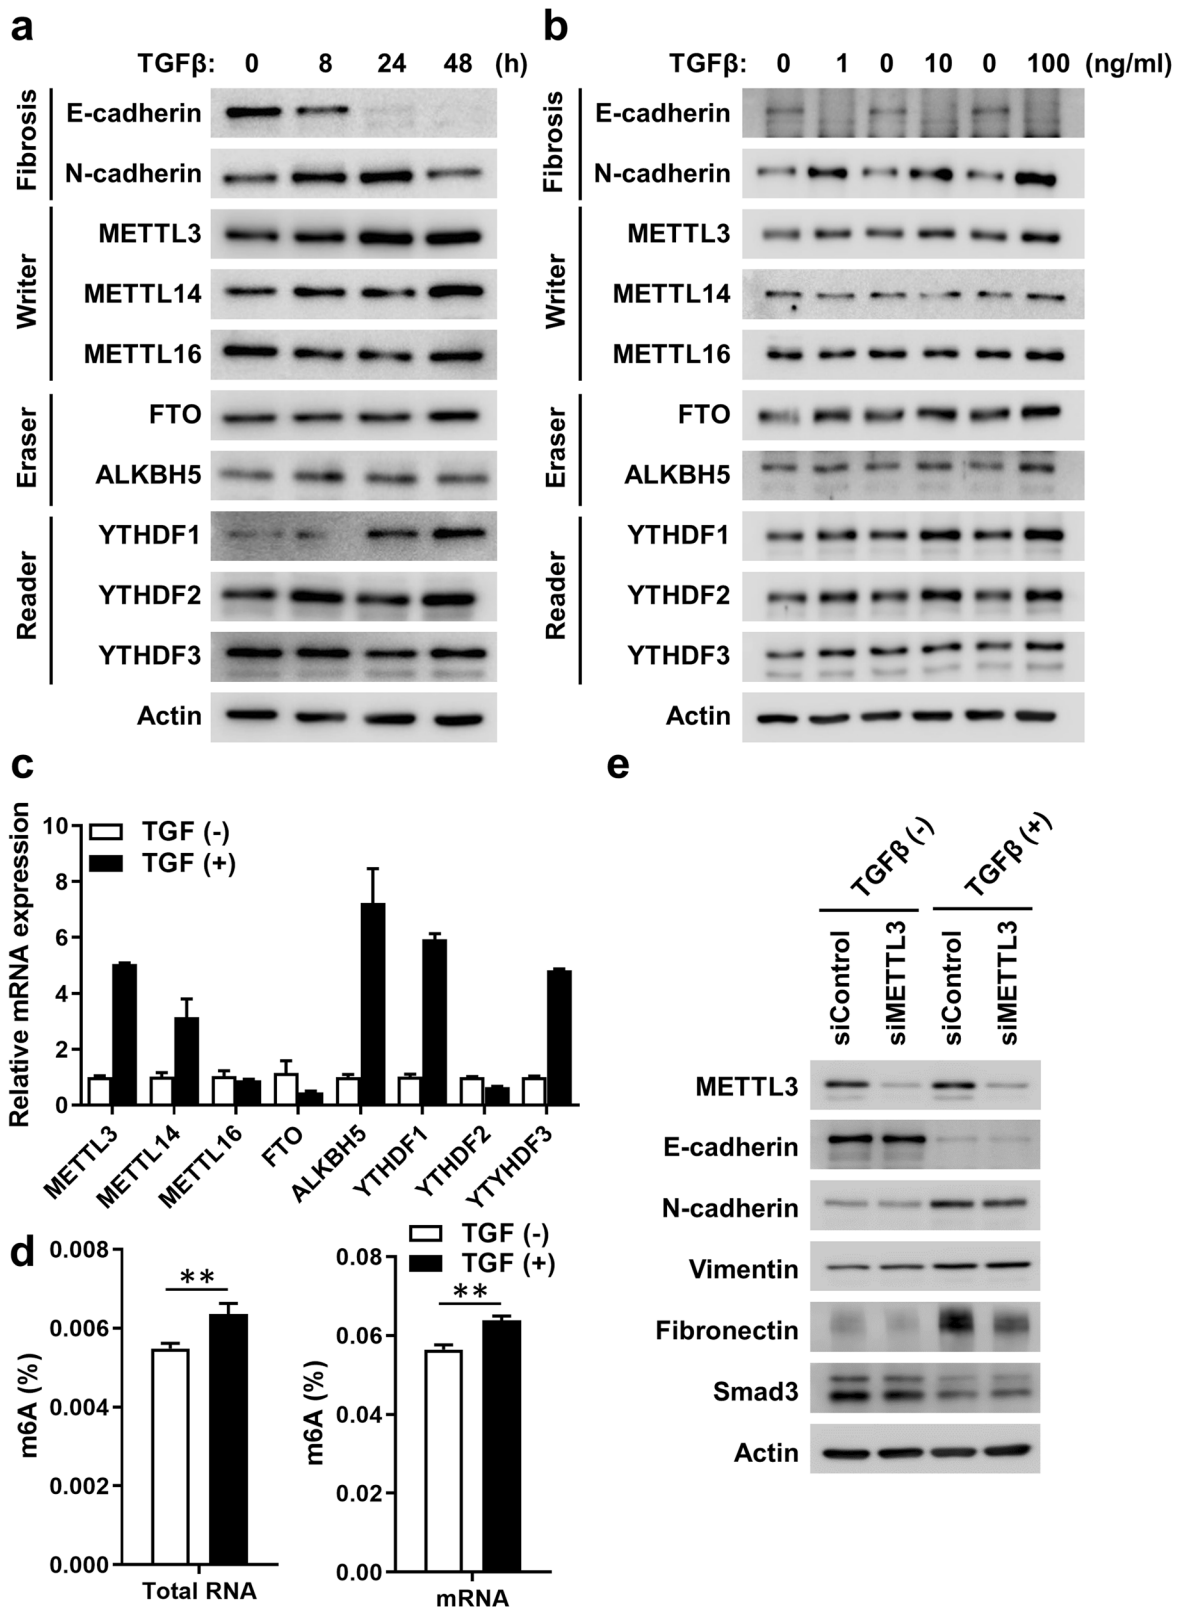 a
TGFβ: 0 8 24 48 (h)
Fibrosis
E-cadherin
N-cadherin
Writer
METTL3
METTL14
METTL16
Eraser
FTO
ALKBH5
Reader
YTHDF1
YTHDF2
YTHDF3
Actin
b
TGFβ: 0 1 0 10 0 100 (ng/ml)
Fibrosis
E-cadherin
N-cadherin
Writer
METTL3
METTL14
METTL16
Eraser
FTO
ALKBH5
Reader
YTHDF1
YTHDF2
YTHDF3
Actin
c
Relative mRNA expression
10
8
6
4
2
0
TGF (-)
TGF (+)
METTL3
METTL14
METTL16
FTO
ALKBH5
YTHDF1
YTHDF2
YTYHDF3
d
m6A (%)
0.008
0.006
0.004
0.002
0.000
**
Total RNA
TGF (-)
TGF (+)
m6A (%)
0.08
0.06
0.04
0.02
0.00
**
mRNA
e
TGFβ (-)
TGFβ (+)
siControl
siMETTL3
siControl
siMETTL3
METTL3
E-cadherin
N-cadherin
Vimentin
Fibronectin
Smad3
Actin